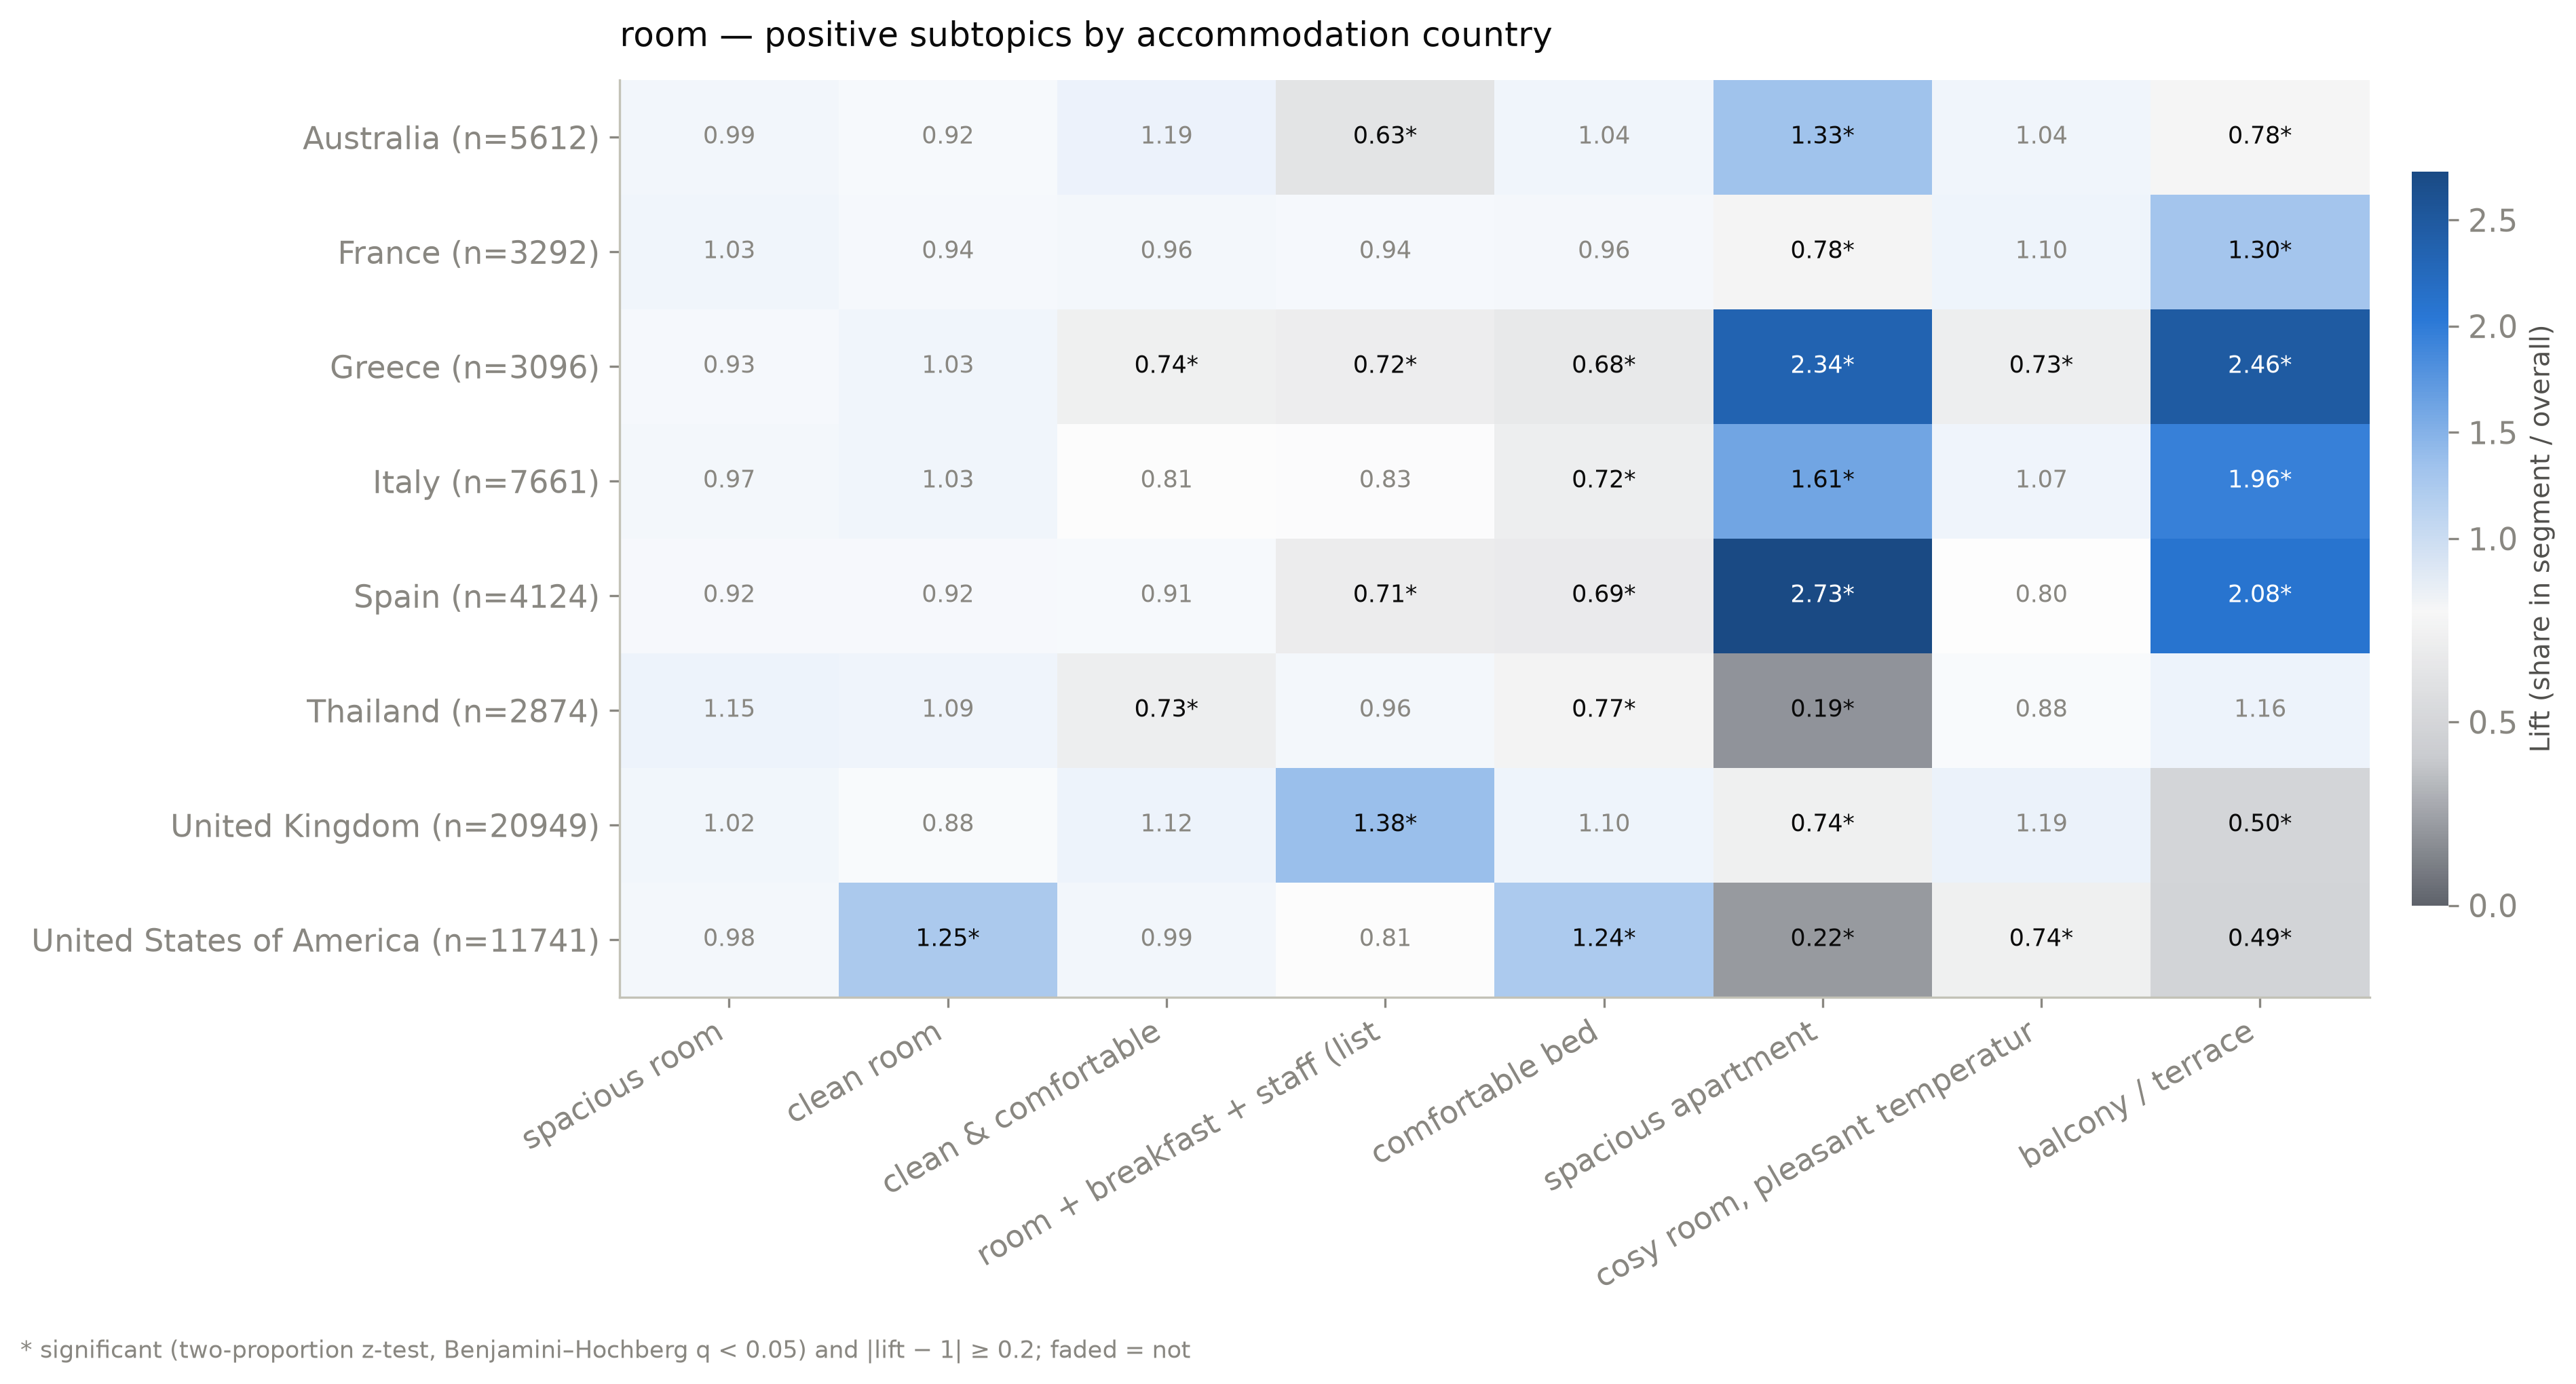 room — positive subtopics by accommodation country
Australia (n=5612) 0.99 0.92 1.19 0.63* 1.04 1.33* 1.04 0.78*
France (n=3292) 1.03 0.94 0.96 0.94 0.96 0.78* 1.10 1.30*
Greece (n=3096) 0.93 1.03 0.74* 0.72* 0.68* 2.34* 0.73* 2.46*
Italy (n=7661) 0.97 1.03 0.81 0.83 0.72* 1.61* 1.07 1.96*
Spain (n=4124) 0.92 0.92 0.91 0.71* 0.69* 2.73* 0.80 2.08*
Thailand (n=2874) 1.15 1.09 0.73* 0.96 0.77* 0.19* 0.88 1.16
United Kingdom (n=20949) 1.02 0.88 1.12 1.38* 1.10 0.74* 1.19 0.50*
United States of America (n=11741) 0.98 1.25* 0.99 0.81 1.24* 0.22* 0.74* 0.49*
spacious room
clean room
clean & comfortable
room + breakfast + staff (list
comfortable bed
spacious apartment
cosy room, pleasant temperatur
balcony / terrace
2.5
2.0
1.5
1.0
0.5
0.0
Lift (share in segment / overall)
* significant (two-proportion z-test, Benjamini–Hochberg q < 0.05) and |lift − 1| ≥ 0.2; faded = not